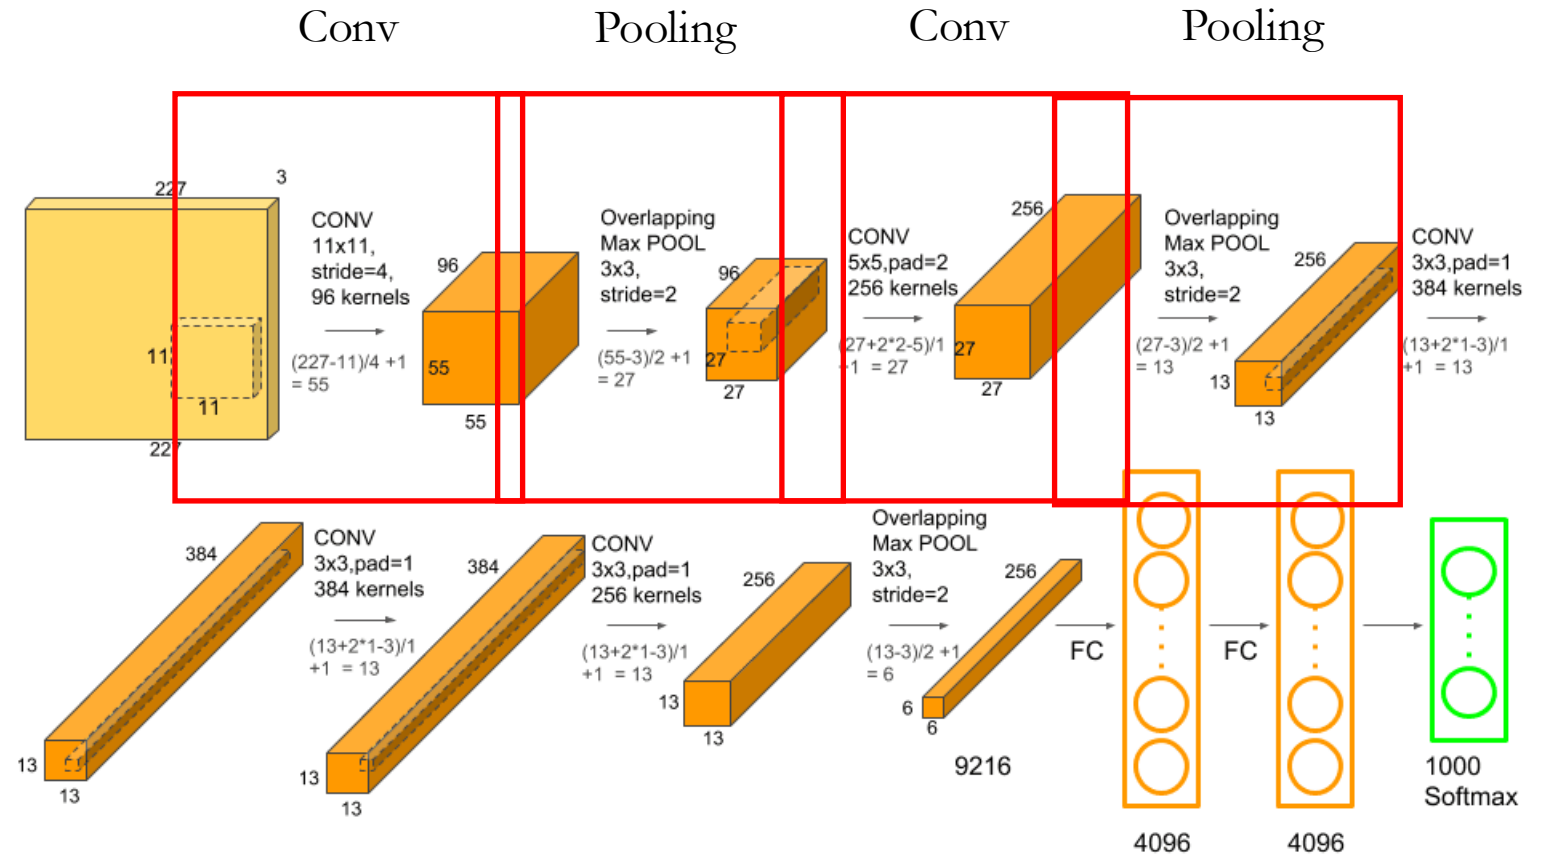 Conv
Pooling
Conv
Pooling
227
3
11
11
227
CONV
11x11,
stride=4,
96 kernels
(227-11)/4 +1
= 55
96
55
55
Overlapping
Max POOL
3x3,
stride=2
(55-3)/2 +1
= 27
96
27
27
CONV
5x5,pad=2
256 kernels
(27+2*2-5)/1
+1 = 27
256
27
27
Overlapping
Max POOL
3x3,
stride=2
(27-3)/2 +1
= 13
256
13
13
CONV
3x3,pad=1
384 kernels
(13+2*1-3)/1
+1 = 13
384
13
13
CONV
3x3,pad=1
384 kernels
(13+2*1-3)/1
+1 = 13
384
13
13
CONV
3x3,pad=1
256 kernels
(13+2*1-3)/1
+1 = 13
256
13
13
Overlapping
Max POOL
3x3,
stride=2
(13-3)/2 +1
= 6
256
6
6
9216
FC
4096
FC
4096
1000
Softmax